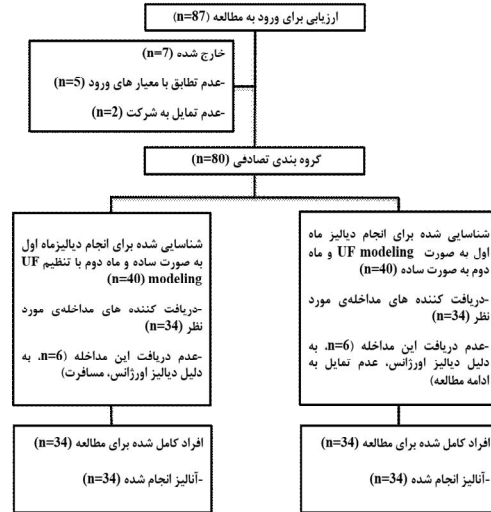 ارزیابی برای ورود به مطالعه (n=87)
خارج شده (n=7)
-عدم تطابق با معیار های ورود (n=5)
-عدم تمایل به شرکت (n=2)
گروه بندی تصادفی (n=80)
شناسایی شده برای انجام دیالیز ماه
اول به صورت UF modeling و ماه
دوم به صورت ساده (n=40)
-دریافت کننده های مداخله‌ی مورد
نظر (n=34)
-عدم دریافت این مداخله (n=6، به
دلیل دیالیز اورژانس، عدم تمایل به
ادامه مطالعه)
افراد کامل شده برای مطالعه (n=34)
-آنالیز انجام شده (n=34)
شناسایی شده برای انجام دیالیزماه اول
به صورت ساده و ماه دوم با تنظیم UF
modeling (n=40)
-دریافت کننده های مداخله‌ی مورد
نظر (n=34)
-عدم دریافت این مداخله (n=6، به
دلیل دیالیز اورژانس، مسافرت)
افراد کامل شده برای مطالعه (n=34)
-آنالیز انجام شده (n=34)